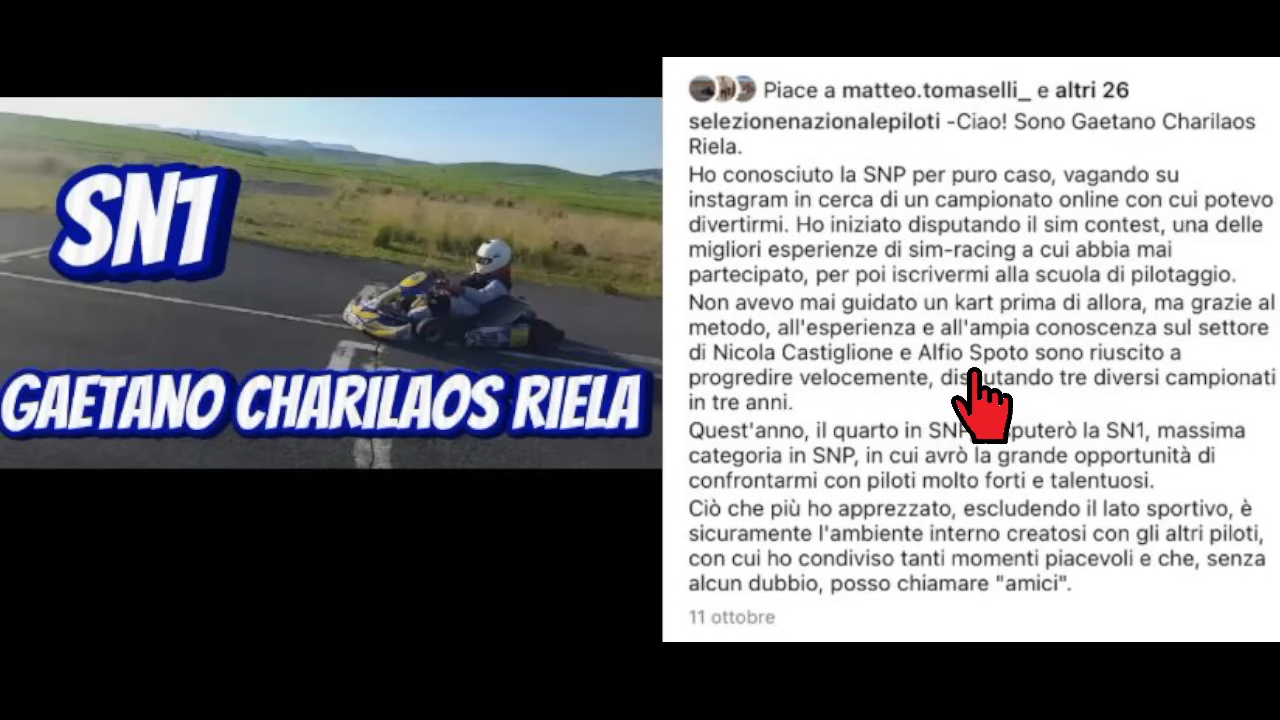 SN1
GAETANO CHARILAOS RIELA
Piace a matteo.tomaselli_ e altri 26
selezionenazionalepiloti -Ciao! Sono Gaetano Charilaos
Riela.
Ho conosciuto la SNP per puro caso, vagando su
instagram in cerca di un campionato online con cui potevo
divertirmi. Ho iniziato disputando il sim contest, una delle
migliori esperienze di sim-racing a cui abbia mai
partecipato, per poi iscrivermi alla scuola di pilotaggio.
Non avevo mai guidato un kart prima di allora, ma grazie al
metodo, all'esperienza e all'ampia conoscenza sul settore
di Nicola Castiglione e Alfio Spoto sono riuscito a
progredire velocemente, disputando tre diversi campionati
in tre anni.
Quest'anno, il quarto in SNP disputerò la SN1, massima
categoria in SNP, in cui avrò la grande opportunità di
confrontarmi con piloti molto forti e talentuosi.
Ciò che più ho apprezzato, escludendo il lato sportivo, è
sicuramente l'ambiente interno creatosi con gli altri piloti,
con cui ho condiviso tanti momenti piacevoli e che, senza
alcun dubbio, posso chiamare "amici".
11 ottobre